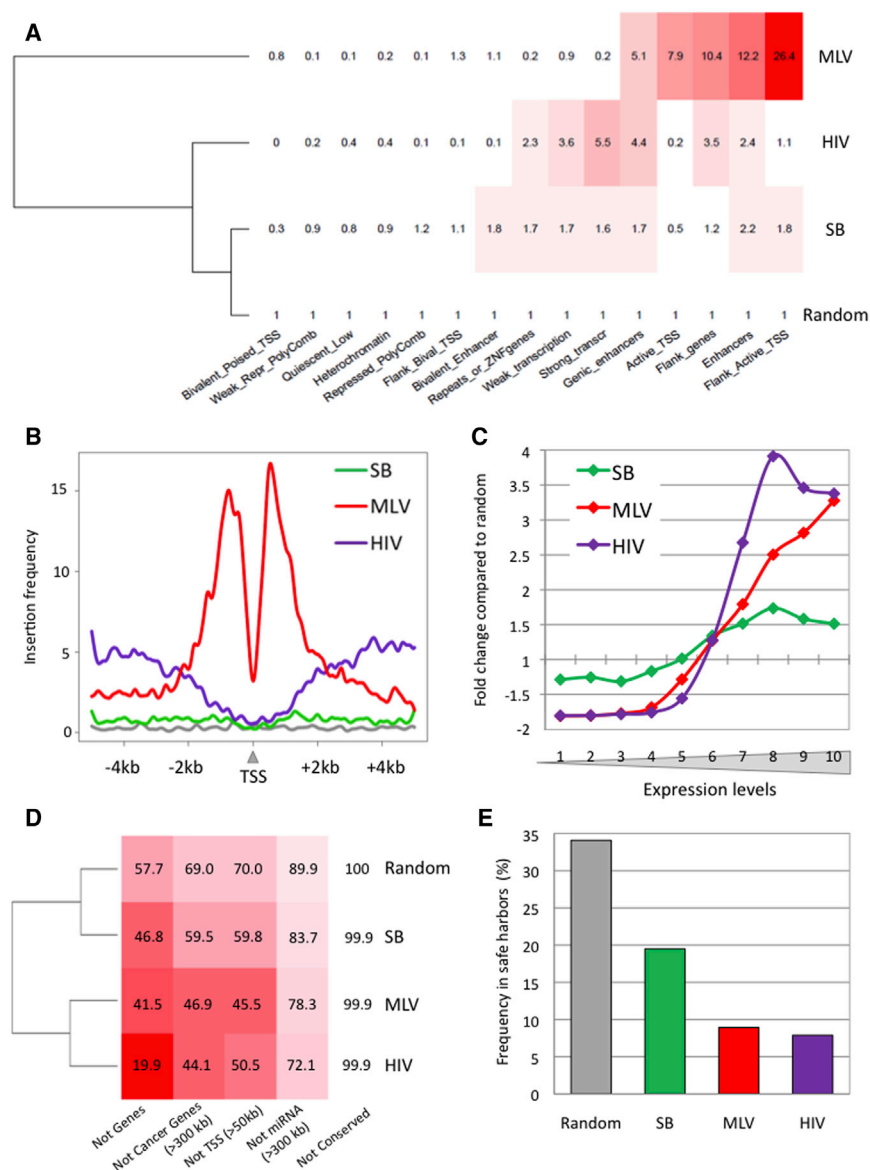 A
0.8 0.1 0.1 0.2 0.1 1.3 1.1 0.2 0.9 0.2 5.1 7.9 10.4 12.2 26.4 MLV
0 0.2 0.4 0.4 0.1 0.1 0.1 2.3 3.6 5.5 4.4 0.2 3.5 2.4 1.1 HIV
0.3 0.9 0.8 0.9 1.2 1.1 1.8 1.7 1.7 1.6 1.7 0.5 1.2 2.2 1.8 SB
1 1 1 1 1 1 1 1 1 1 1 1 1 1 1 Random
Bivalent_Poised_TSS
Weak_Repr_PolyComb
Quiescent_Low
Heterochromatin
Repressed_PolyComb
Flank_Bival_TSS
Bivalent_Enhancer
Repeats_or_ZNFgenes
Weak_transcription
Strong_transcr
Genic_enhancers
Active_TSS
Flank_genes
Enhancers
Flank_Active_TSS
B
Insertion frequency
15
10
5
0
SB
MLV
HIV
-4kb -2kb TSS +2kb +4kb
C
Fold change compared to random
4
3.5
3
2.5
2
1.5
1
-1.5
-2
SB
MLV
HIV
1 2 3 4 5 6 7 8 9 10
Expression levels
D
57.7 69.0 70.0 89.9 100 Random
46.8 59.5 59.8 83.7 99.9 SB
41.5 46.9 45.5 78.3 99.9 MLV
19.9 44.1 50.5 72.1 99.9 HIV
Not Genes
Not Cancer Genes
(>300 kb)
Not TSS (>50kb)
Not miRNA
(>300 kb)
Not Conserved
E
Frequency in safe harbors (%)
35
30
25
20
15
10
5
0
Random SB MLV HIV